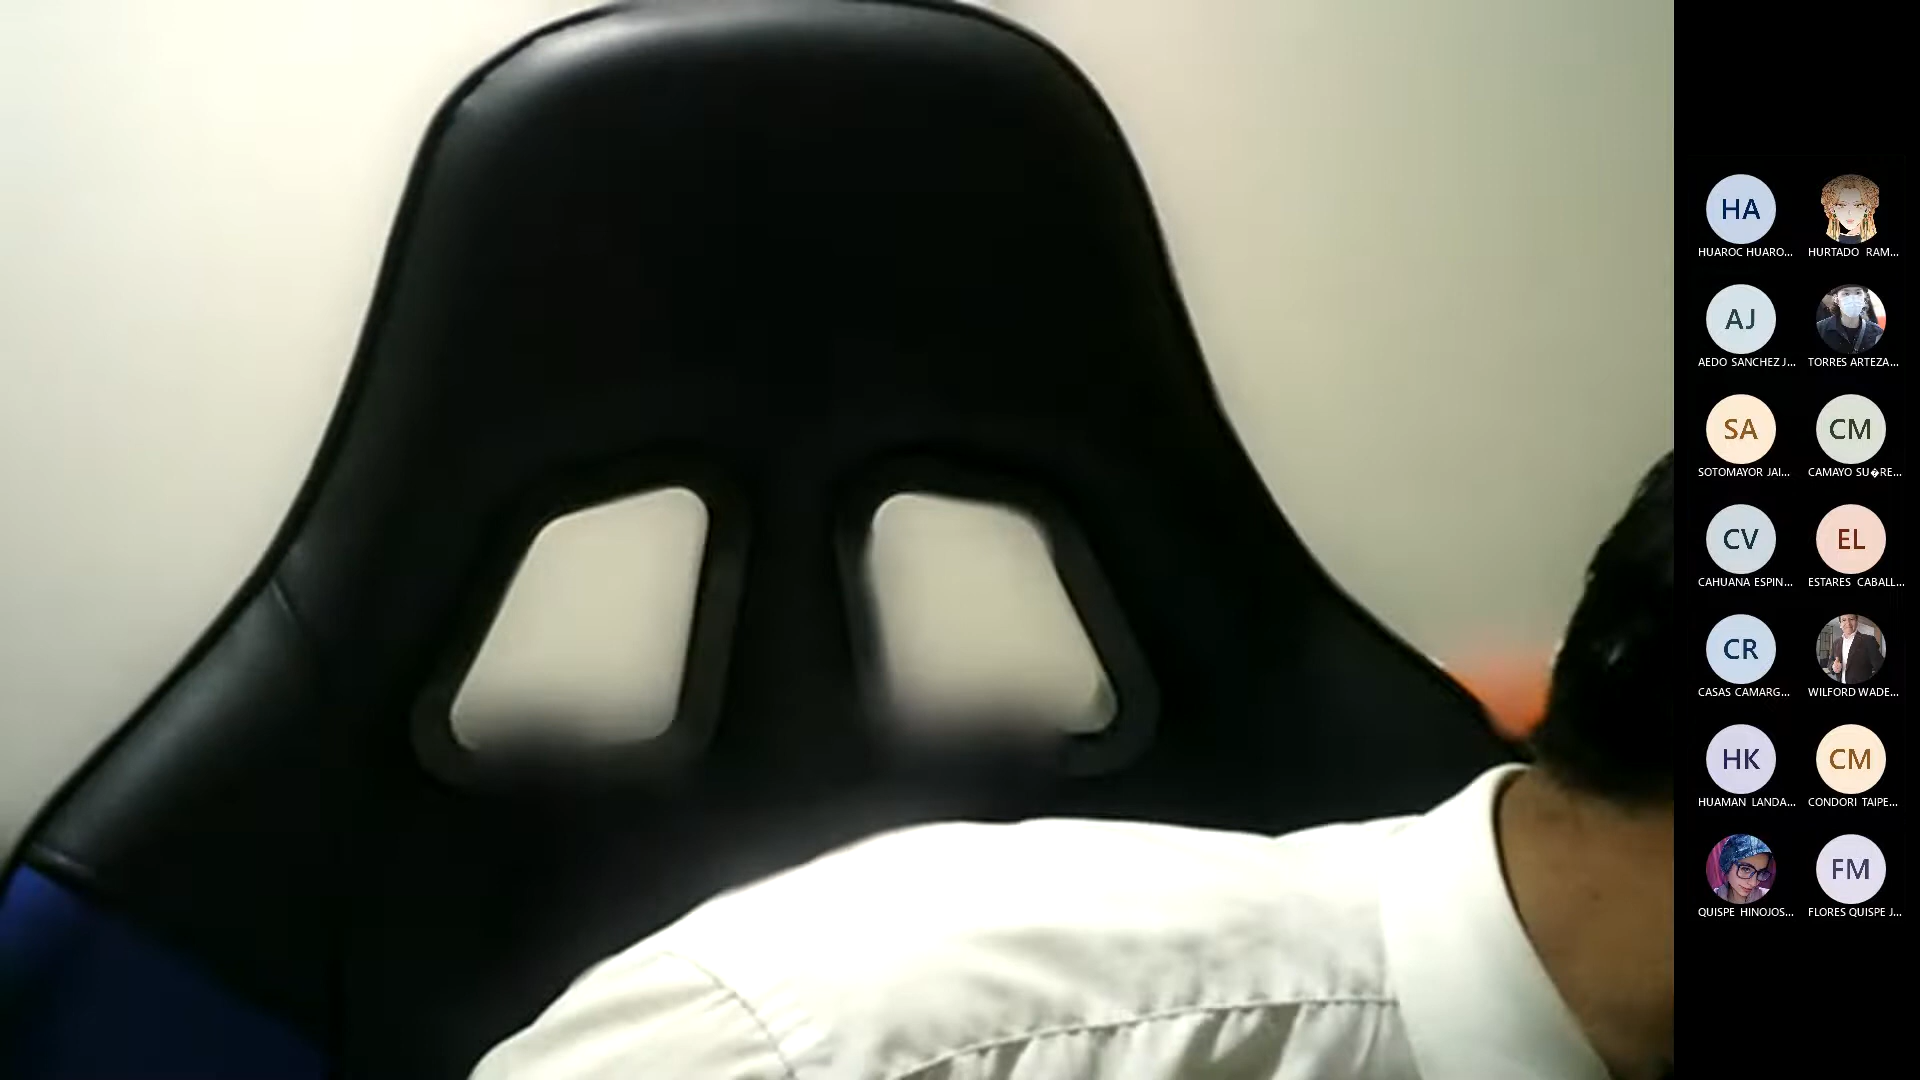 HA
HUAROC HUARO...
HURTADO RAM...
AJ
AEDO SANCHEZ J...
TORRES ARTEZA...
SA
SOTOMAYOR JAI...
CM
CAMAYO SU�RE...
CV
CAHUANA ESPIN...
EL
ESTARES CABALL...
CR
CASAS CAMARG...
WILFORD WADE...
HK
HUAMAN LANDA...
CM
CONDORI TAIPE...
QUISPE HINOJOS...
FM
FLORES QUISPE J...